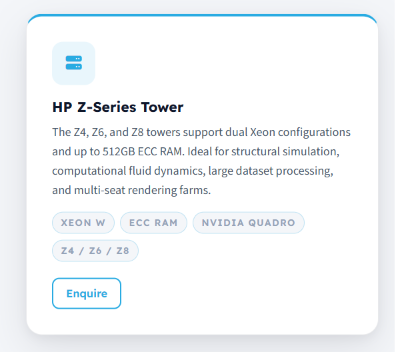 HP Z-Series Tower
The Z4, Z6, and Z8 towers support dual Xeon configurations
and up to 512GB ECC RAM. Ideal for structural simulation,
computational fluid dynamics, large dataset processing,
and multi-seat rendering farms.
XEON W ECC RAM NVIDIA QUADRO
Z4 / Z6 / Z8
Enquire